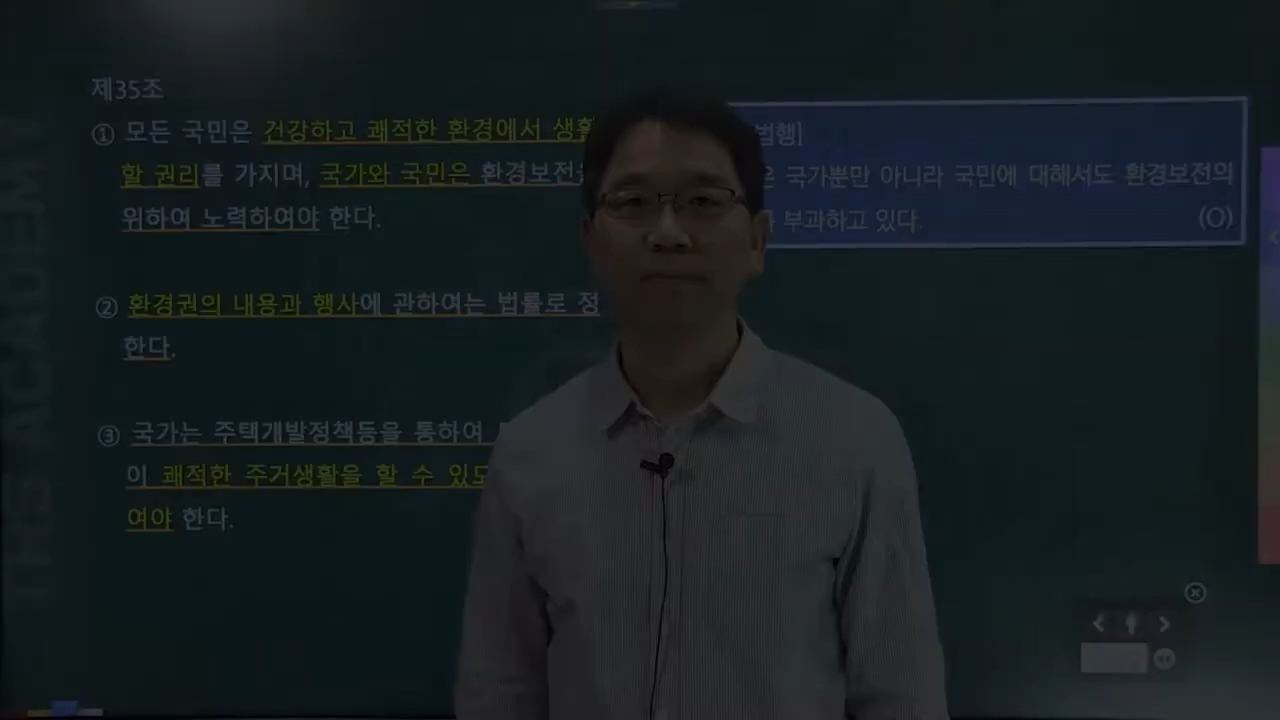 제35조
① 모든 국민은 건강하고 쾌적한 환경에서 생활
할 권리를 가지며, 국가와 국민은 환경보전을
위하여 노력하여야 한다.
② 환경권의 내용과 행사에 관하여는 법률로 정
한다.
③ 국가는 주택개발정책등을 통하여
이 쾌적한 주거생활을 할 수 있도
여야 한다.
범행]
은 국가뿐만 아니라 국민에 대해서도 환경보전의
부과하고 있다. (O)
THE ACADEMY